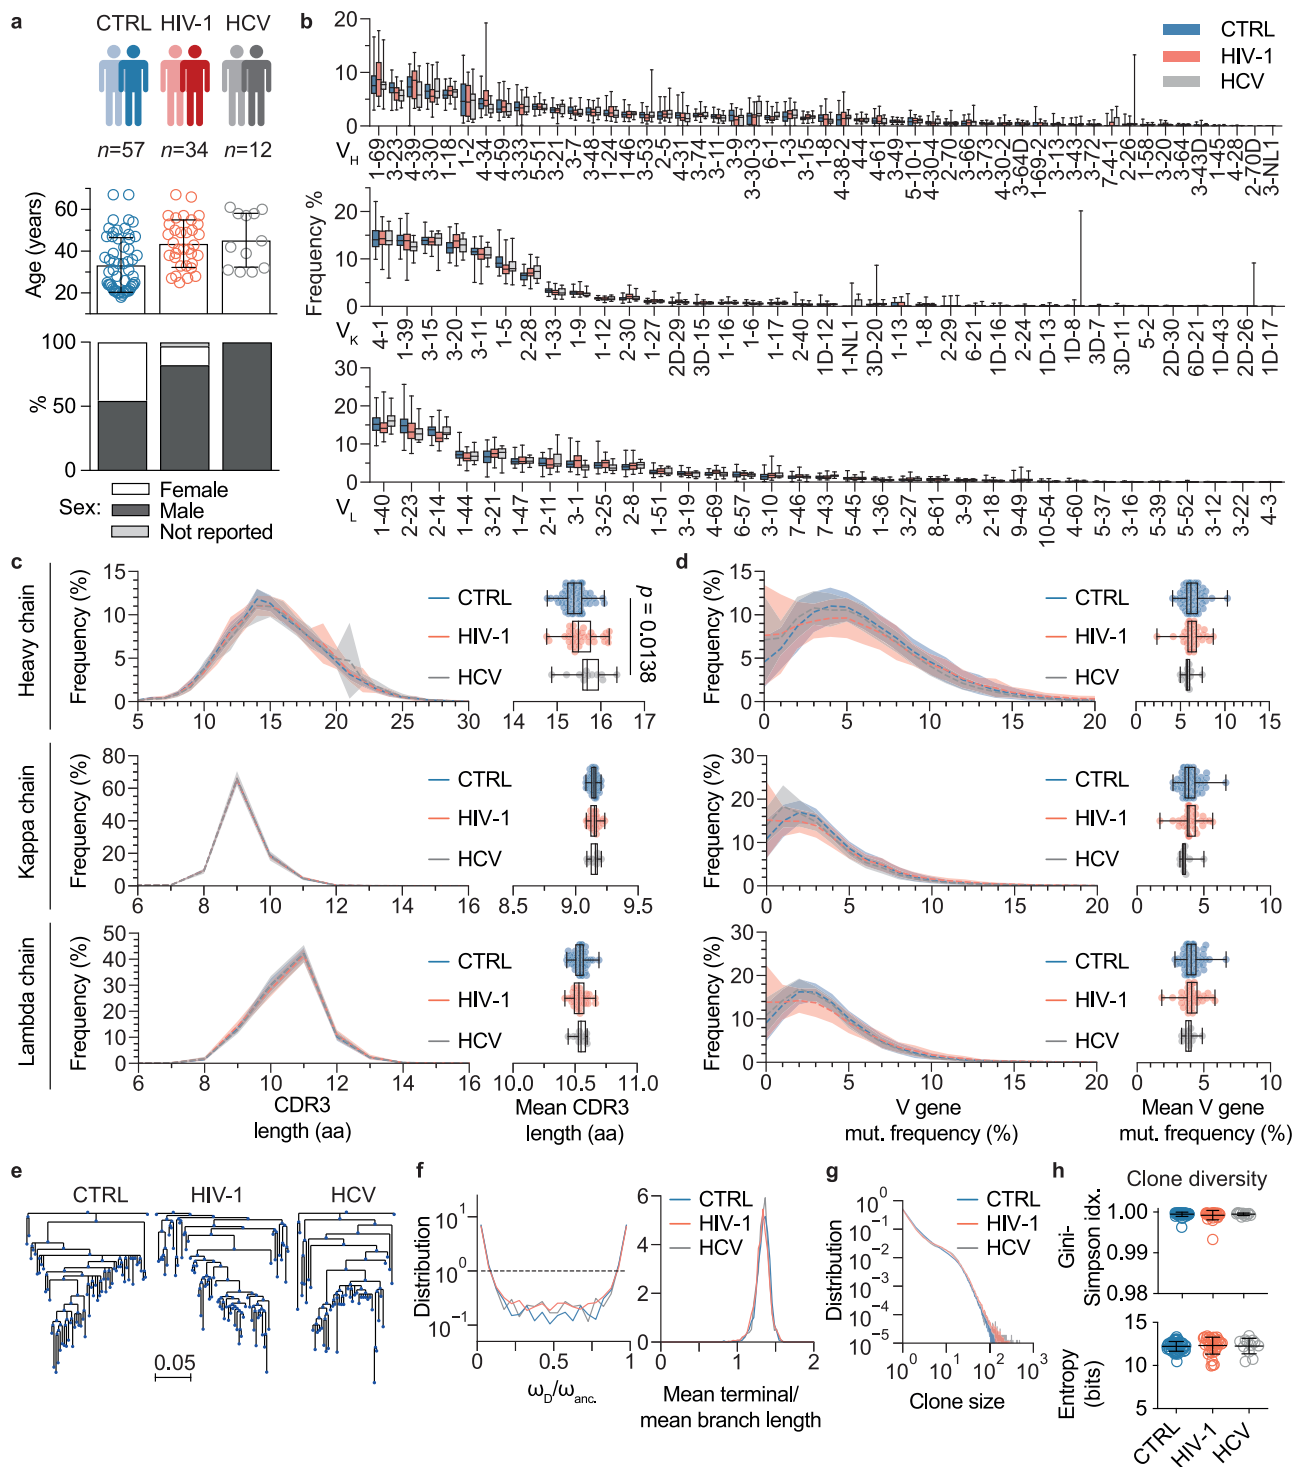 a
CTRL HIV-1 HCV
n=57 n=34 n=12
Age (years)
60
40
20
%
100
50
0
Sex:
Female
Male
Not reported
b
CTRL
HIV-1
HCV
Frequency %
20
10
0
V_H
1-69 3-23 4-39 3-30 1-18 1-2 4-34 4-59 3-33 5-51 3-21 3-7 3-48 1-24 1-46 3-53 2-5 4-31 3-74 3-11 3-9 3-30-3 6-1 1-3 3-15 1-8 4-38-2 4-4 4-61 3-49 5-10-1 4-30-4 2-70 3-66 3-73 4-30-2 3-64D 1-69-2 3-13 3-43 3-72 7-4-1 2-26 1-58 3-20 3-64 3-43D 1-45 4-28 2-70D 3-NL1
20
10
0
V_K
4-1 1-39 3-15 3-20 3-11 1-5 2-28 1-33 1-9 1-12 2-30 1-27 2D-29 3D-15 1-16 1-6 1-17 2-40 1D-12 1-NL1 3D-20 1-13 1-8 2-29 6-21 1D-16 2-24 1D-13 1D-8 3D-7 3D-11 5-2 2D-30 6D-21 1D-43 2D-26 1D-17
30
20
10
0
V_L
1-40 2-23 2-14 1-44 3-21 1-47 2-11 3-1 3-25 2-8 1-51 3-19 4-69 6-57 3-10 7-46 7-43 5-45 1-36 3-27 8-61 3-9 2-18 9-49 10-54 4-60 5-37 3-16 5-39 5-52 3-12 3-22 4-3
c
Heavy chain
Frequency (%)
15
10
5
0
5 10 15 20 25 30
CTRL
HIV-1
HCV
p = 0.0138
14 15 16 17
Kappa chain
Frequency (%)
80
60
40
20
0
6 8 10 12 14 16
CTRL
HIV-1
HCV
8.5 9.0 9.5
Lambda chain
Frequency (%)
50
40
30
20
10
0
6 8 10 12 14 16
CTRL
HIV-1
HCV
10.0 10.5 11.0
CDR3
length (aa)
Mean CDR3
length (aa)
d
Frequency (%)
15
10
5
0
0 5 10 15 20
CTRL
HIV-1
HCV
0 5 10 15
Frequency (%)
30
20
10
0
0 5 10 15 20
CTRL
HIV-1
HCV
0 5 10
Frequency (%)
30
20
10
0
0 5 10 15 20
CTRL
HIV-1
HCV
0 5 10
V gene
mut. frequency (%)
Mean V gene
mut. frequency (%)
e
CTRL HIV-1 HCV
0.05
f
Distribution
10^1
10^0
10^-1
0 0.5 1
ω_D/ω_anc.
6
4
2
0
0 1 2
CTRL
HIV-1
HCV
Mean terminal/
mean branch length
g
Distribution
10^0
10^-1
10^-2
10^-3
10^-4
10^-5
10^0 10^1 10^2 10^3
CTRL
HIV-1
HCV
Clone size
h
Clone diversity
Gini-
Simpson idx.
1.00
0.99
0.98
Entropy
(bits)
15
10
5
CTRL HIV-1 HCV